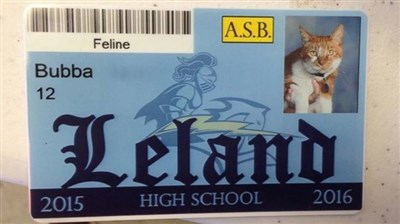 Feline
A.S.B.
Bubba
12
Leland
2015 HIGH SCHOOL 2016